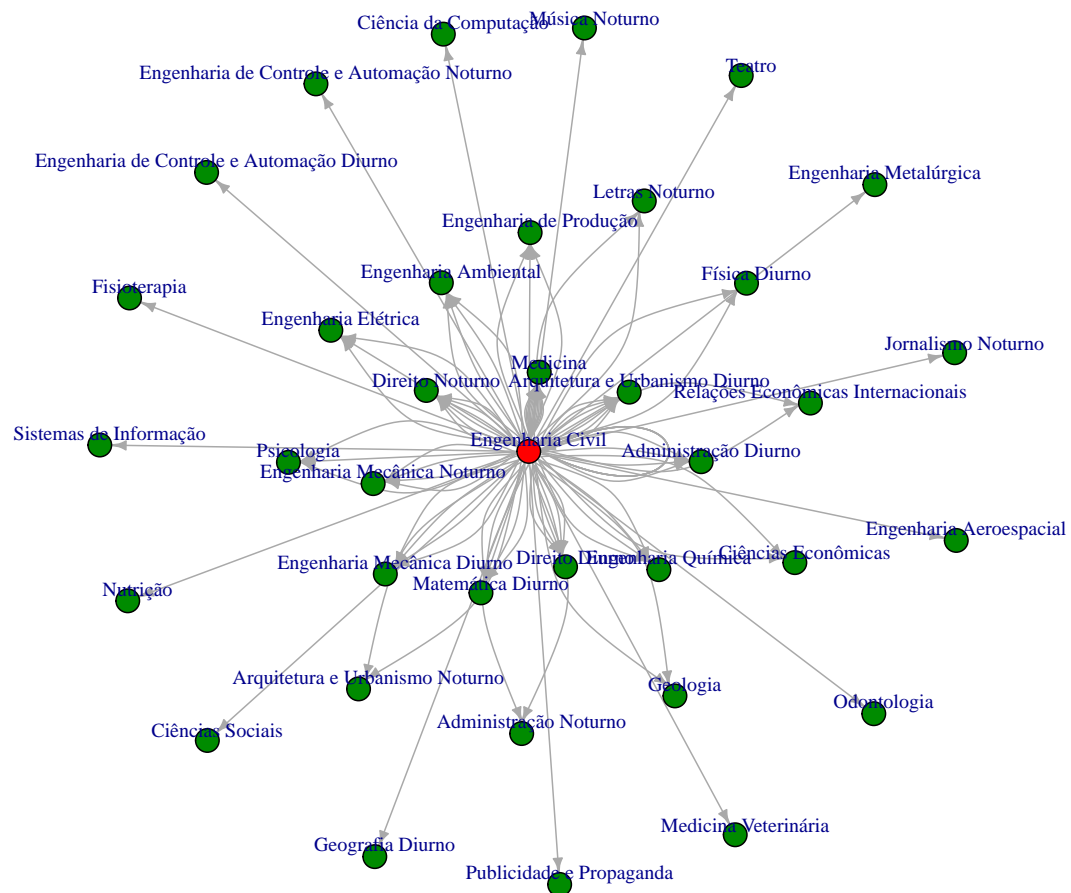 Ciência da Computação
Música Noturno
Engenharia de Controle e Automação Noturno
Teatro
Engenharia de Controle e Automação Diurno
Engenharia Metalúrgica
Letras Noturno
Engenharia de Produção
Engenharia Ambiental
Física Diurno
Fisioterapia
Engenharia Elétrica
Jornalismo Noturno
Medicina
Direito Noturno
Arquitetura e Urbanismo Diurno
Relações Econômicas Internacionais
Sistemas de Informação
Engenharia Civil
Psicologia
Administração Diurno
Engenharia Mecânica Noturno
Engenharia Aeroespacial
Engenharia Mecânica Diurno
Direito Diurno
Engenharia Química
Ciências Econômicas
Nutrição
Matemática Diurno
Arquitetura e Urbanismo Noturno
Geologia
Odontologia
Ciências Sociais
Administração Noturno
Medicina Veterinária
Geografia Diurno
Publicidade e Propaganda